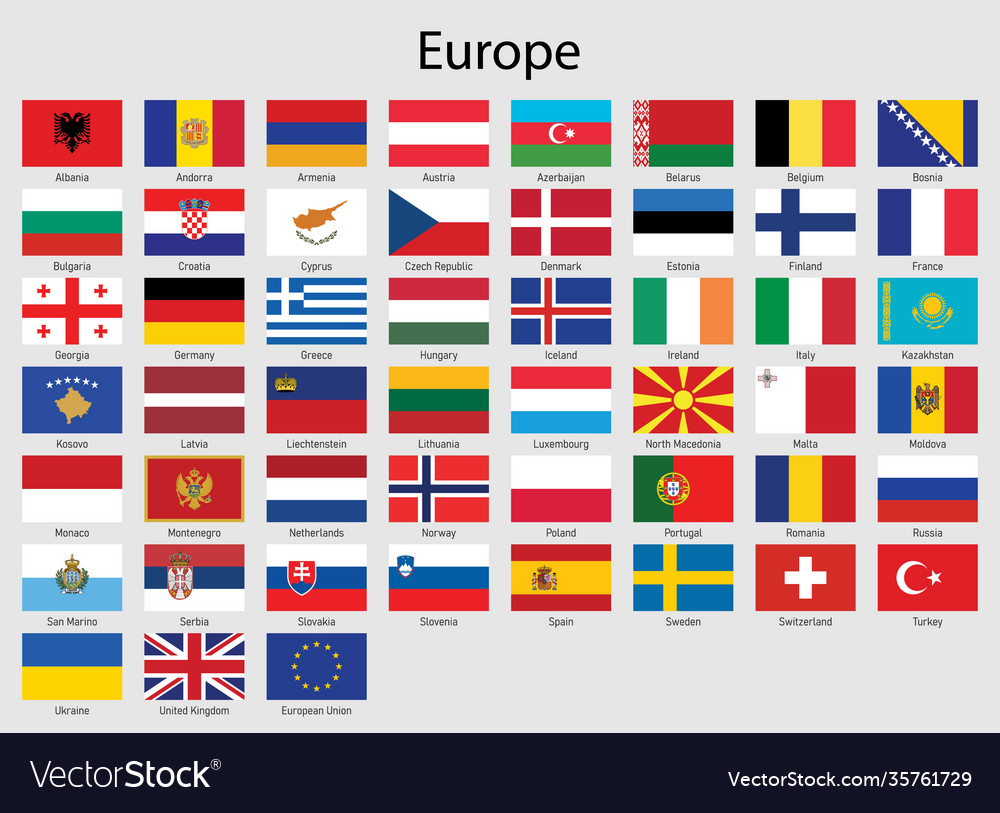 Europe
Albania Andorra Armenia Austria Azerbaijan Belarus Belgium Bosnia
Bulgaria Croatia Cyprus Czech Republic Denmark Estonia Finland France
Georgia Germany Greece Hungary Iceland Ireland Italy Kazakhstan
Kosovo Latvia Liechtenstein Lithuania Luxembourg North Macedonia Malta Moldova
Monaco Montenegro Netherlands Norway Poland Portugal Romania Russia
San Marino Serbia Slovakia Slovenia Spain Sweden Switzerland Turkey
Ukraine United Kingdom European Union
VectorStock® VectorStock.com/35761729